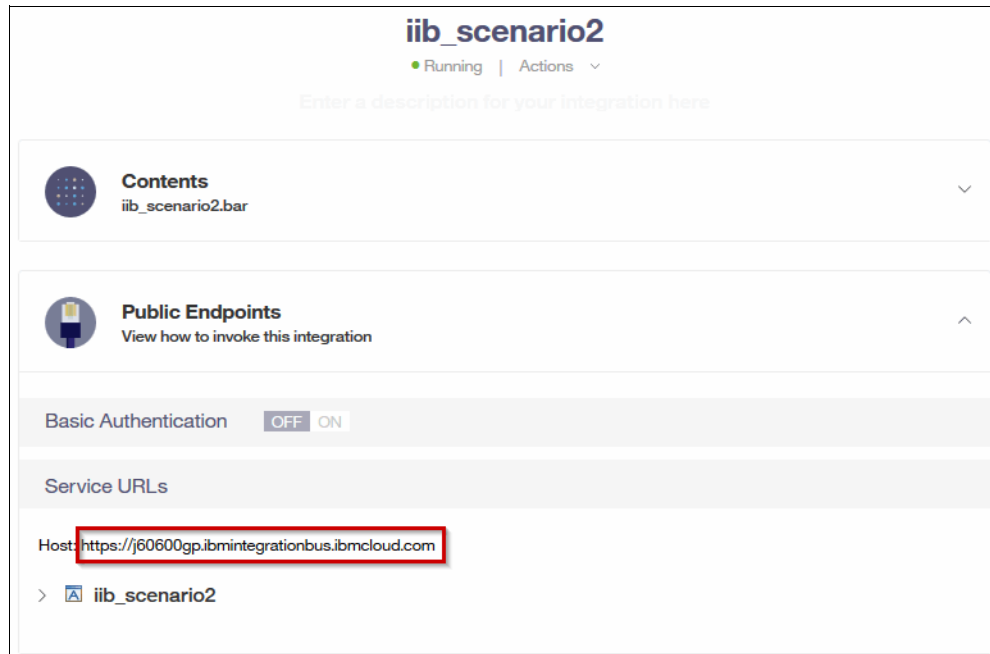 iib_scenario2
Running | Actions
Enter a description for your integration here
Contents
iib_scenario2.bar
Public Endpoints
View how to invoke this integration
Basic Authentication OFF ON
Service URLs
Host: https://j60600gp.ibmintegrationbus.ibmcloud.com
iib_scenario2